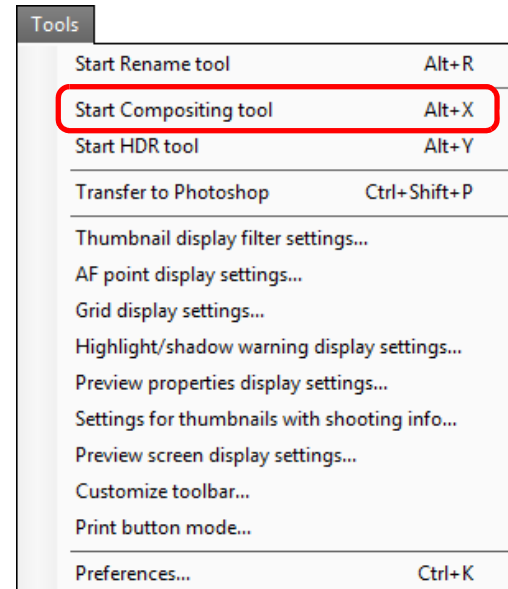 Tools
Start Rename tool Alt+R
Start Compositing tool Alt+X
Start HDR tool Alt+Y
Transfer to Photoshop Ctrl+Shift+P
Thumbnail display filter settings...
AF point display settings...
Grid display settings...
Highlight/shadow warning display settings...
Preview properties display settings...
Settings for thumbnails with shooting info...
Preview screen display settings...
Customize toolbar...
Print button mode...
Preferences... Ctrl+K